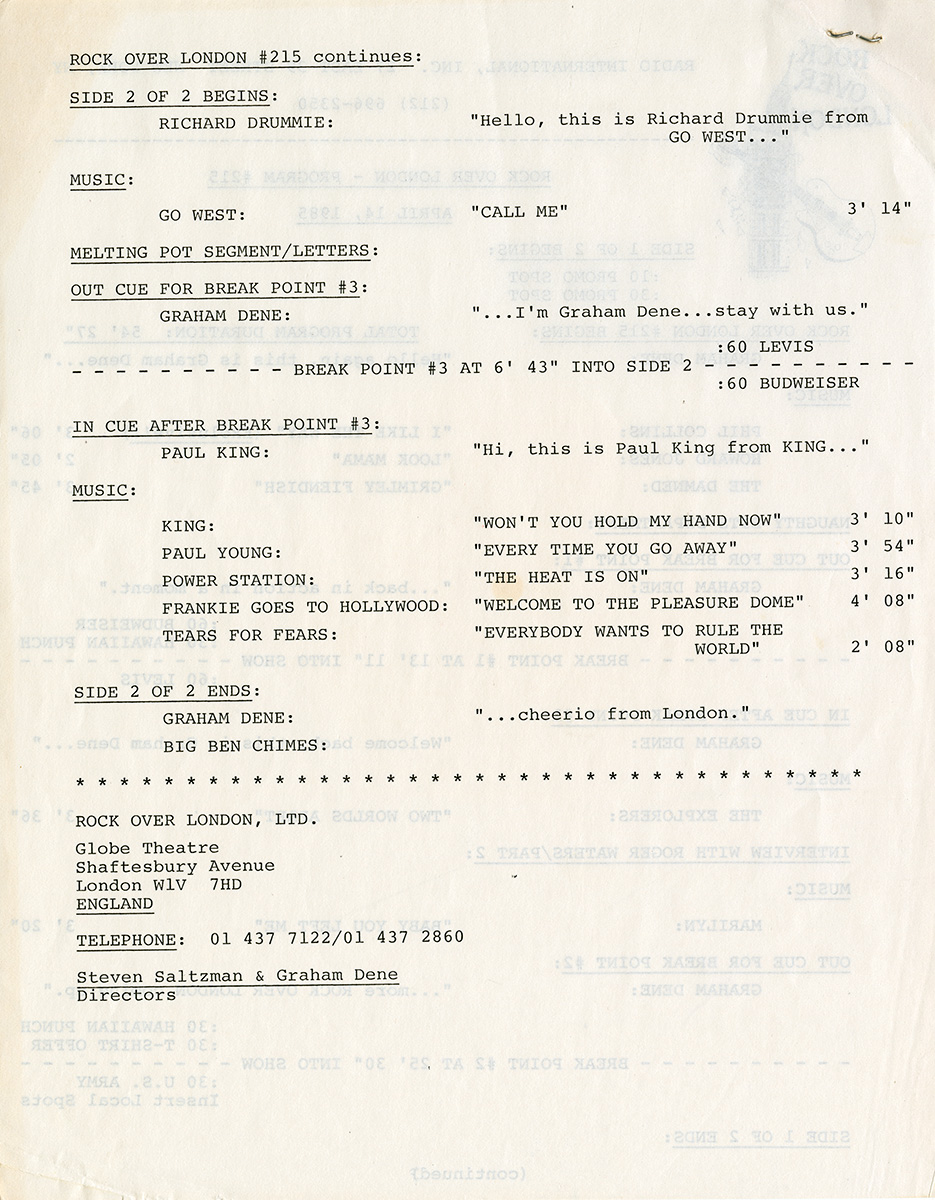 ROCK OVER LONDON #215 continues:
SIDE 2 OF 2 BEGINS:
RICHARD DRUMMIE: "Hello, this is Richard Drummie from
GO WEST..."
MUSIC:
GO WEST: "CALL ME" 3' 14"
MELTING POT SEGMENT/LETTERS:
OUT CUE FOR BREAK POINT #3:
GRAHAM DENE: "...I'm Graham Dene...stay with us."
:60 LEVIS
- - - - - - - - - - BREAK POINT #3 AT 6' 43" INTO SIDE 2 - - - - - - - - - -
:60 BUDWEISER
IN CUE AFTER BREAK POINT #3:
PAUL KING: "Hi, this is Paul King from KING..."
MUSIC:
KING: "WON'T YOU HOLD MY HAND NOW" 3' 10"
PAUL YOUNG: "EVERY TIME YOU GO AWAY" 3' 54"
POWER STATION: "THE HEAT IS ON" 3' 16"
FRANKIE GOES TO HOLLYWOOD: "WELCOME TO THE PLEASURE DOME" 4' 08"
TEARS FOR FEARS: "EVERYBODY WANTS TO RULE THE
WORLD" 2' 08"
SIDE 2 OF 2 ENDS:
GRAHAM DENE: "...cheerio from London."
BIG BEN CHIMES:
* * * * * * * * * * * * * * * * * * * * * * * * * * * * * * * * * * * *
ROCK OVER LONDON, LTD.
Globe Theatre
Shaftesbury Avenue
London W1V 7HD
ENGLAND
TELEPHONE: 01 437 7122/01 437 2860
Steven Saltzman & Graham Dene
Directors